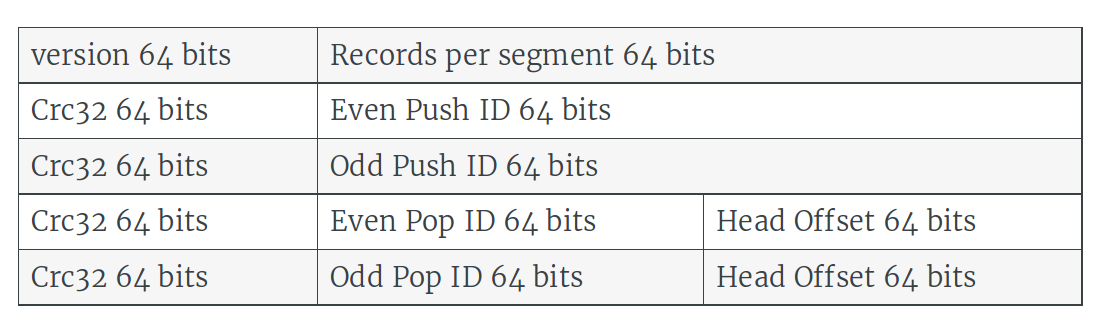 version 64 bits Records per segment 64 bits
Crc32 64 bits Even Push ID 64 bits
Crc32 64 bits Odd Push ID 64 bits
Crc32 64 bits Even Pop ID 64 bits Head Offset 64 bits
Crc32 64 bits Odd Pop ID 64 bits Head Offset 64 bits